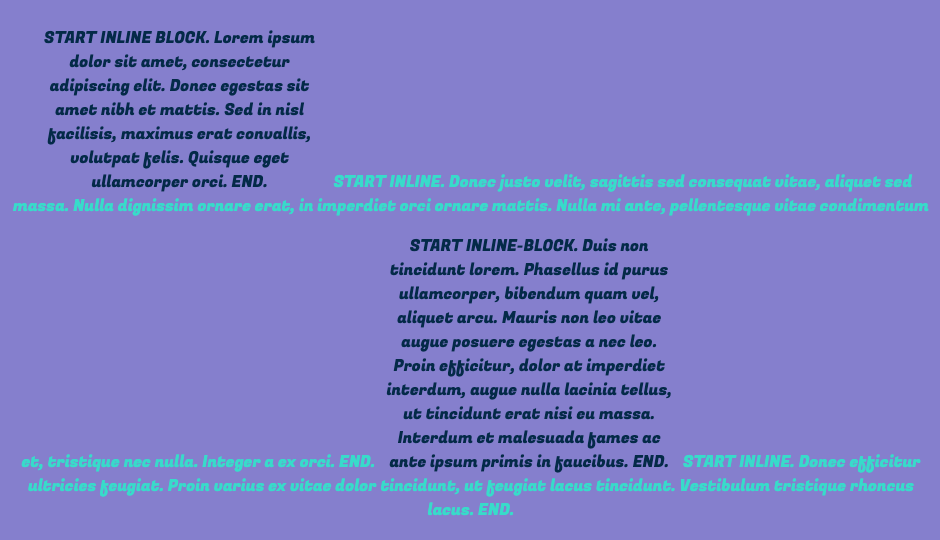 START INLINE BLOCK. Lorem ipsum
dolor sit amet, consectetur
adipiscing elit. Donec egestas sit
amet nibh et mattis. Sed in nisl
facilisis, maximus erat convallis,
volutpat felis. Quisque eget
ullamcorper orci. END.
START INLINE. Donec justo velit, sagittis sed consequat vitae, aliquet sed
massa. Nulla dignissim ornare erat, in imperdiet orci ornare mattis. Nulla mi ante, pellentesque vitae condimentum
et, tristique nec nulla. Integer a ex orci. END.
START INLINE-BLOCK. Duis non
tincidunt lorem. Phasellus id purus
ullamcorper, bibendum quam vel,
aliquet arcu. Mauris non leo vitae
augue posuere egestas a nec leo.
Proin efficitur, dolor at imperdiet
interdum, augue nulla lacinia tellus,
ut tincidunt erat nisi eu massa.
Interdum et malesuada fames ac
ante ipsum primis in faucibus. END.
START INLINE. Donec efficitur
ultricies feugiat. Proin varius ex vitae dolor tincidunt, ut feugiat lacus tincidunt. Vestibulum tristique rhoncus
lacus. END.